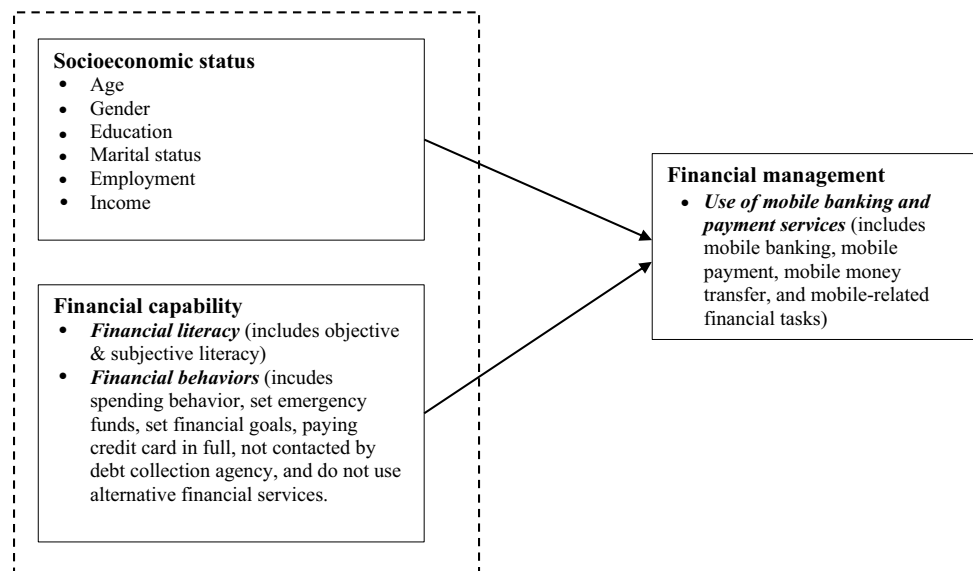 Socioeconomic status
• Age
• Gender
• Education
• Marital status
• Employment
• Income
Financial capability
• Financial literacy (includes objective
& subjective literacy)
• Financial behaviors (incudes
spending behavior, set emergency
funds, set financial goals, paying
credit card in full, not contacted by
debt collection agency, and do not use
alternative financial services.
Financial management
• Use of mobile banking and
payment services (includes
mobile banking, mobile
payment, mobile money
transfer, and mobile-related
financial tasks)